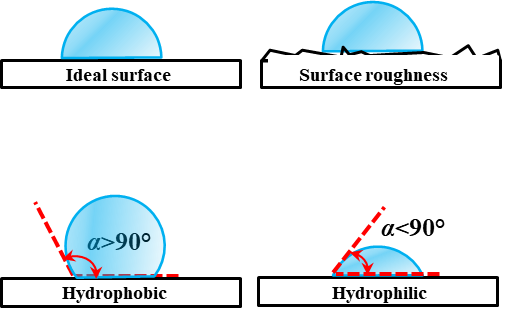 Ideal surface
Surface roughness
α>90°
α<90°
Hydrophobic
Hydrophilic